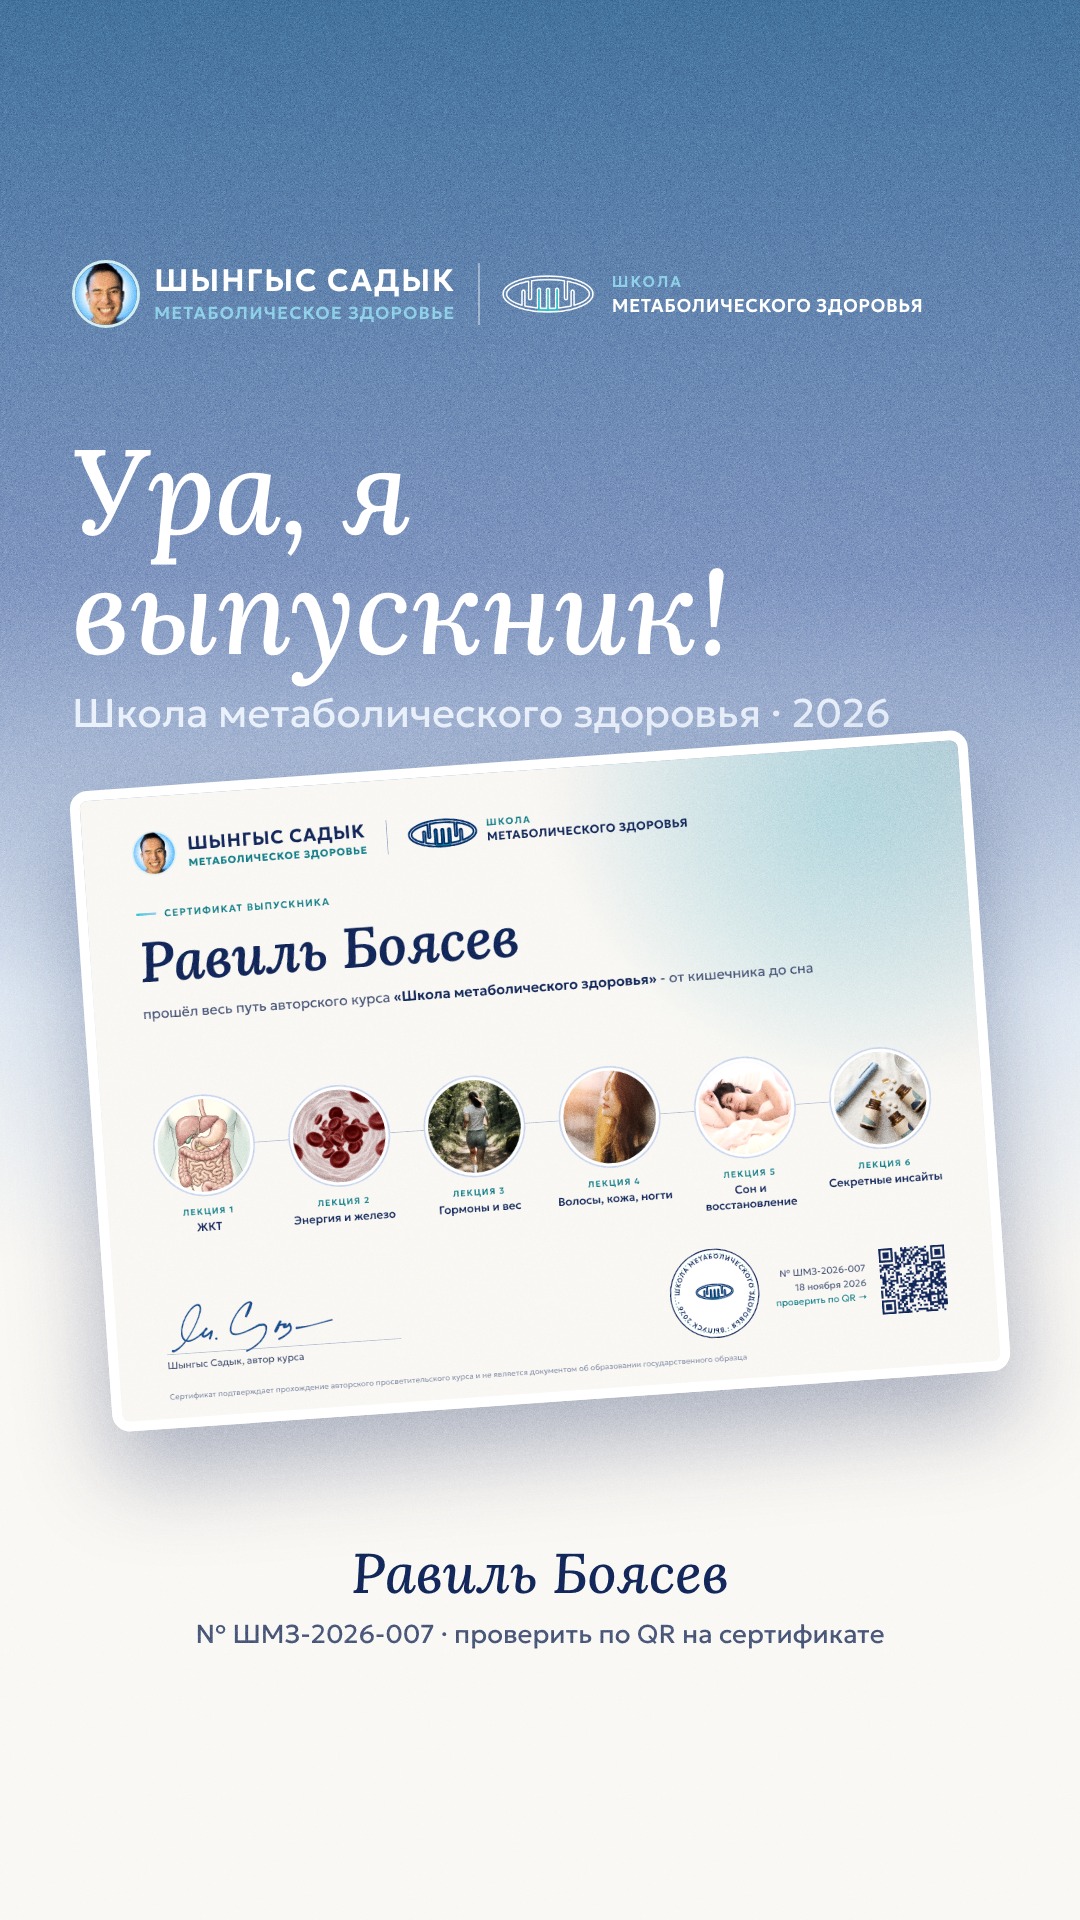 ШЫНГЫС САДЫК
МЕТАБОЛИЧЕСКОЕ ЗДОРОВЬЕ
ШКОЛА
МЕТАБОЛИЧЕСКОГО ЗДОРОВЬЯ
Ура, я
выпускник!
Школа метаболического здоровья · 2026
ШЫНГЫС САДЫК
МЕТАБОЛИЧЕСКОЕ ЗДОРОВЬЕ
ШКОЛА
МЕТАБОЛИЧЕСКОГО ЗДОРОВЬЯ
СЕРТИФИКАТ ВЫПУСКНИКА
Равиль Боясев
прошёл весь путь авторского курса «Школа метаболического здоровья» - от кишечника до сна
ЛЕКЦИЯ 1
ЖКТ
ЛЕКЦИЯ 2
Энергия и железо
ЛЕКЦИЯ 3
Гормоны и вес
ЛЕКЦИЯ 4
Волосы, кожа, ногти
ЛЕКЦИЯ 5
Сон и
восстановление
ЛЕКЦИЯ 6
Секретные инсайты
Шынгыс Садык, автор курса
ШКОЛА МЕТАБОЛИЧЕСКОГО ЗДОРОВЬЯ · ВЫПУСК 2026 ·
№ ШМЗ-2026-007
18 ноября 2026
проверить по QR →
Сертификат подтверждает прохождение авторского просветительского курса и не является документом об образовании государственного образца
Равиль Боясев
№ ШМЗ-2026-007 · проверить по QR на сертификате